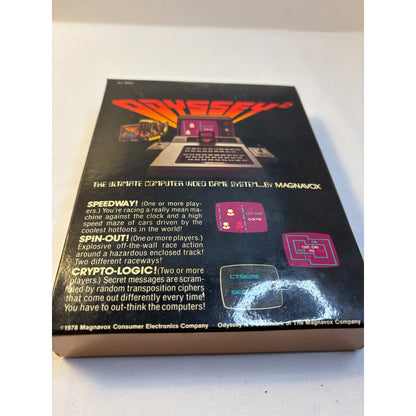 ODYSSEY²
THE ULTIMATE COMPUTER VIDEO GAME SYSTEM...BY MAGNAVOX
SPEEDWAY! (One or more play-
ers.) You're racing a really mean ma-
chine against the clock and a high
speed maze of cars driven by the
coolest hotfoots in the world!
SPIN-OUT! (One or more players.)
Explosive off-the-wall race action
around a hazardous enclosed track!
Two different raceways!
CRYPTO-LOGIC! (Two or more
players.) Secret messages are scram-
bled by random transposition ciphers
that come out differently every time!
You have to out-think the computers!
©1978 Magnavox Consumer Electronics Company
Odyssey is a trademark of The Magnavox Company